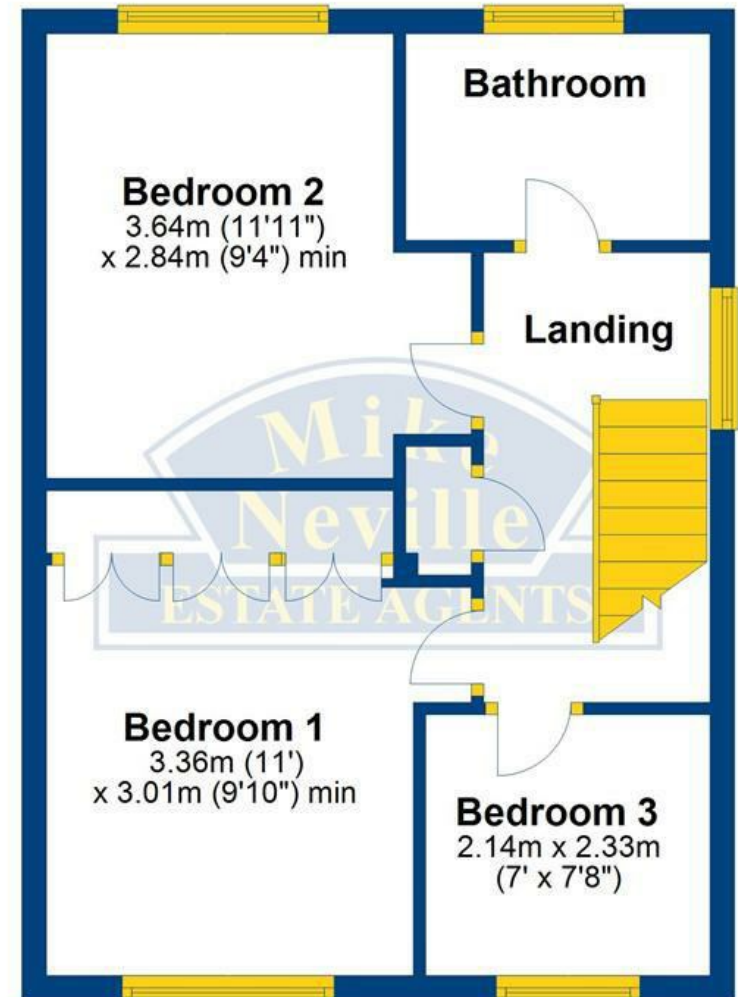 Bathroom
Bedroom 2
3.64m (11'11")
x 2.84m (9'4") min
Landing
Mike
Neville
ESTATE AGENTS
Bedroom 1
3.36m (11')
x 3.01m (9'10") min
Bedroom 3
2.14m x 2.33m
(7' x 7'8")